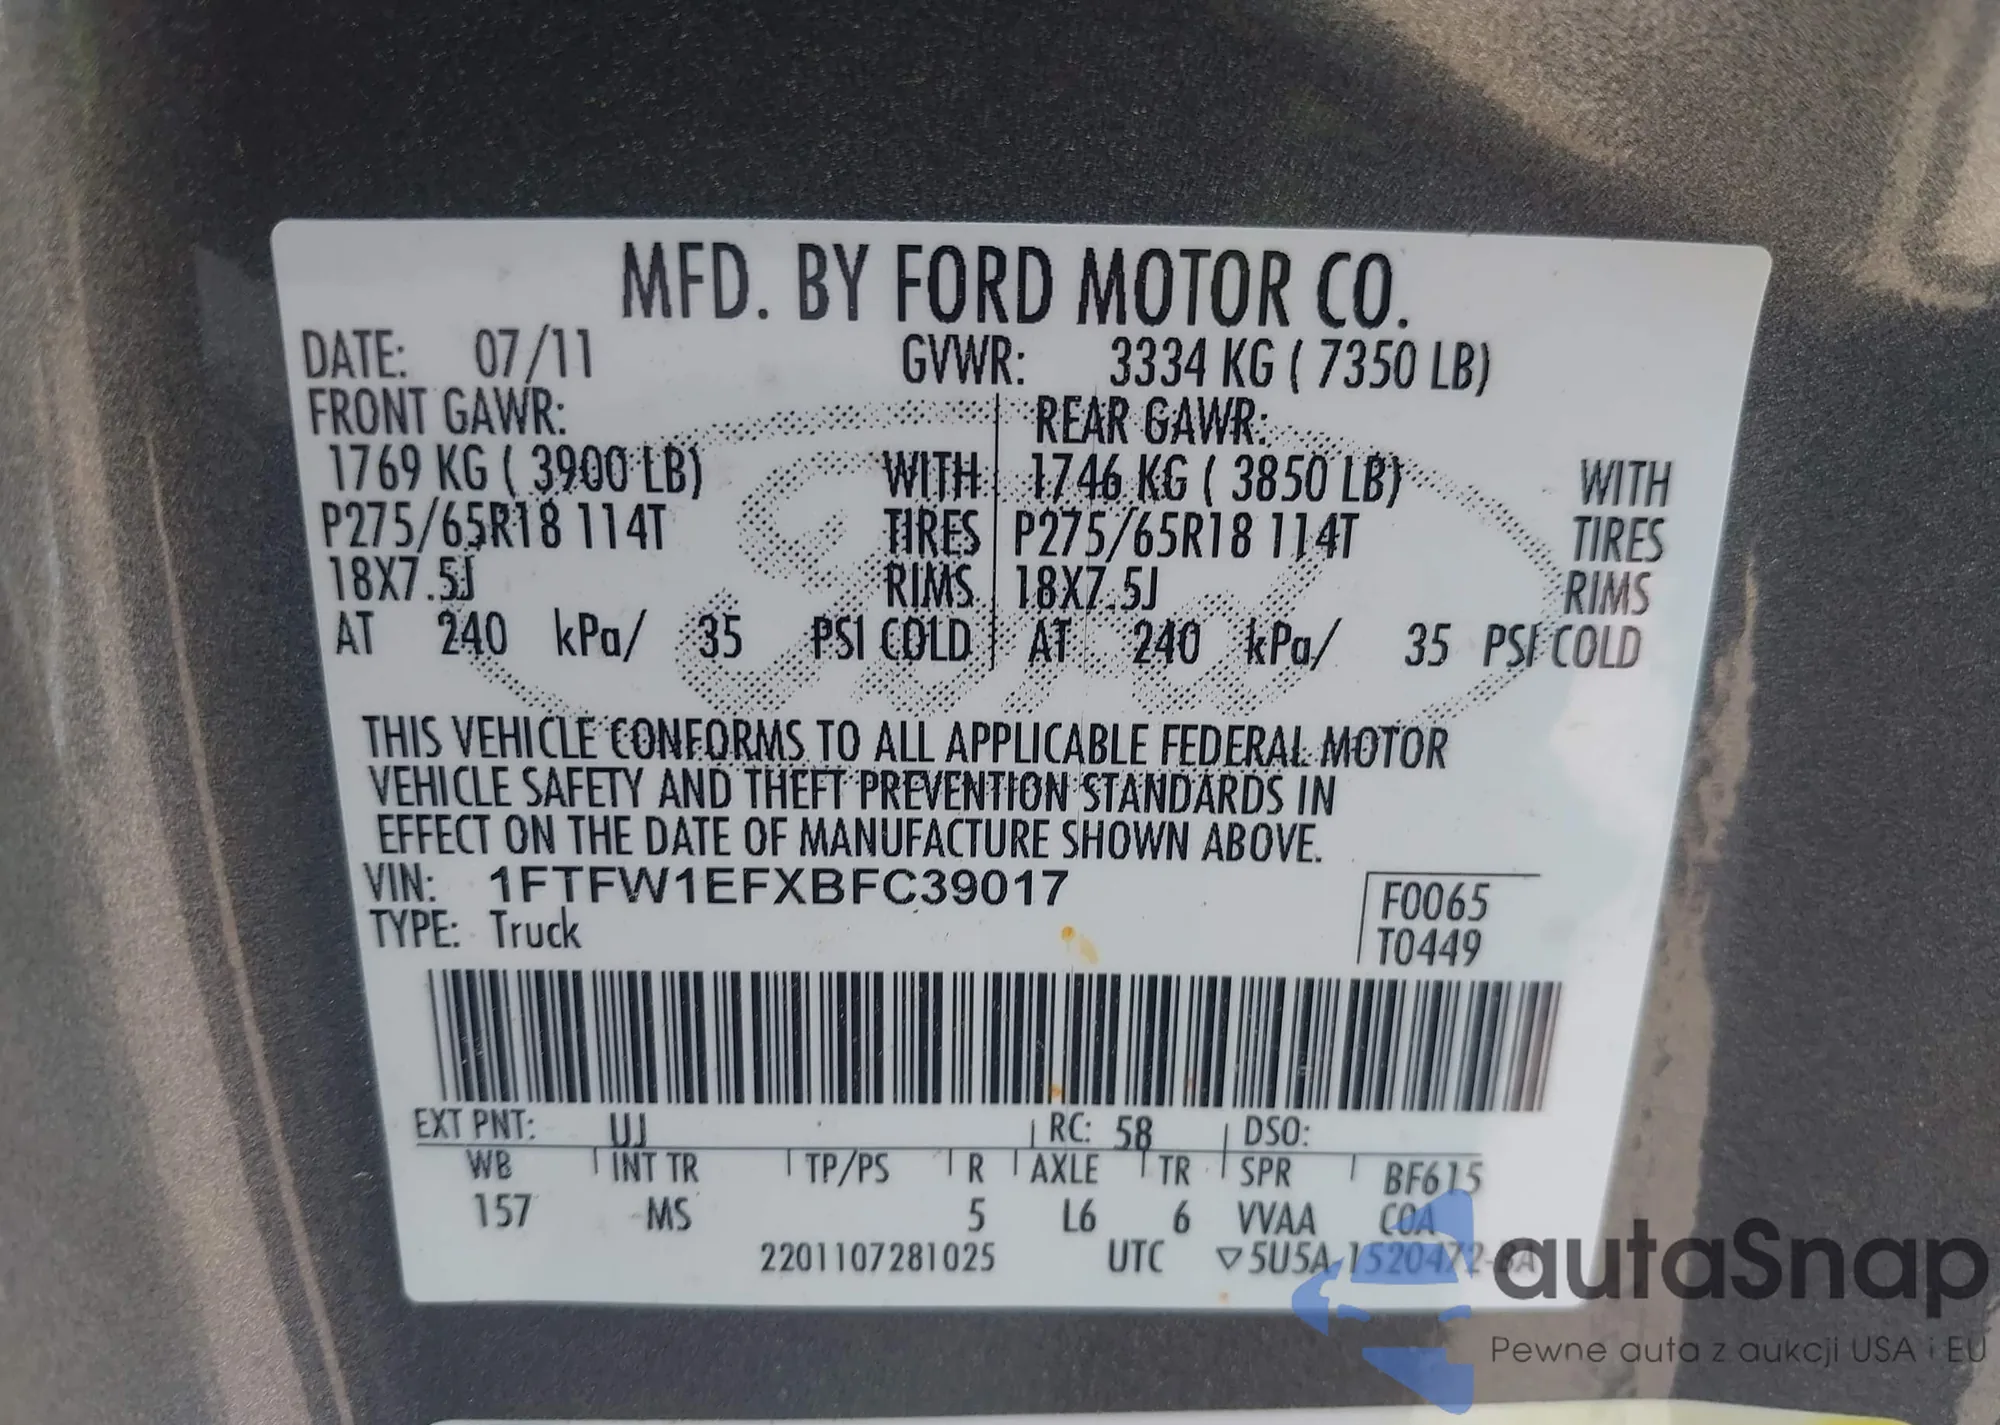 MFD. BY FORD MOTOR CO.
DATE: 07/11 GVWR: 3334 KG ( 7350 LB)
FRONT GAWR: REAR GAWR:
1769 KG ( 3900 LB) WITH 1746 KG ( 3850 LB) WITH
P275/65R18 114T TIRES P275/65R18 114T TIRES
18X7.5J RIMS 18X7.5J RIMS
AT 240 kPa/ 35 PSI COLD AT 240 kPa/ 35 PSI COLD
THIS VEHICLE CONFORMS TO ALL APPLICABLE FEDERAL MOTOR
VEHICLE SAFETY AND THEFT PREVENTION STANDARDS IN
EFFECT ON THE DATE OF MANUFACTURE SHOWN ABOVE.
VIN: 1FTFW1EFXBFC39017 F0065
TYPE: Truck T0449
EXT PNT: UJ RC: 58 DSO:
WB INT TR TP/PS R AXLE TR SPR BF615
157 MS 5 L6 6 VVAA COA
2201107281025 UTC ▽5U5A-1520472-BA
autaSnap
Pewne auta z aukcji USA i EU